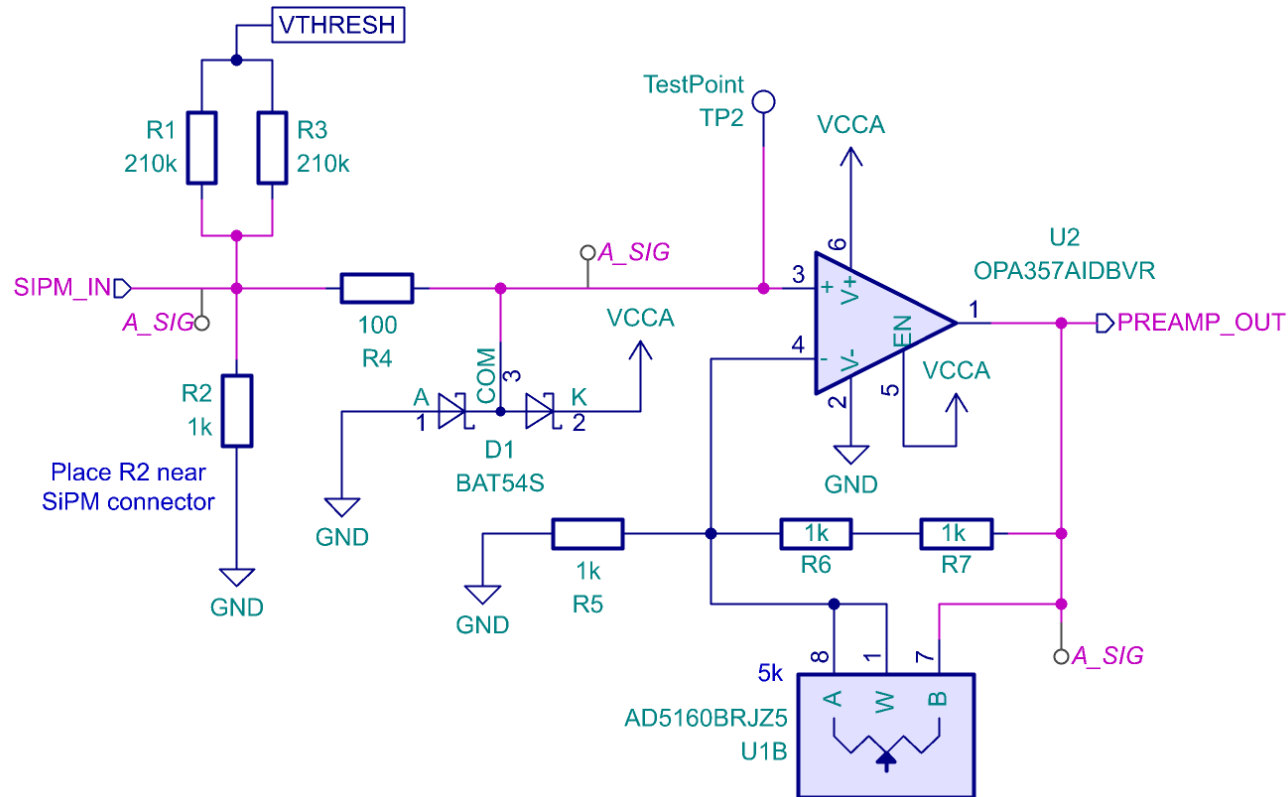 VTHRESH
R1
210k
R3
210k
TestPoint
TP2
VCCA
SIPM_IN
A_SIG
100
R4
A_SIG
VCCA
3
+
6
V+
U2
OPA357AIDBVR
1
PREAMP_OUT
4
-
V-
EN
2
5
VCCA
GND
R2
1k
Place R2 near
SiPM connector
GND
A
1
COM
3
K
2
D1
BAT54S
GND
1k
R5
GND
1k
R6
1k
R7
A_SIG
5k
8
1
7
A
W
B
AD5160BRJZ5
U1B